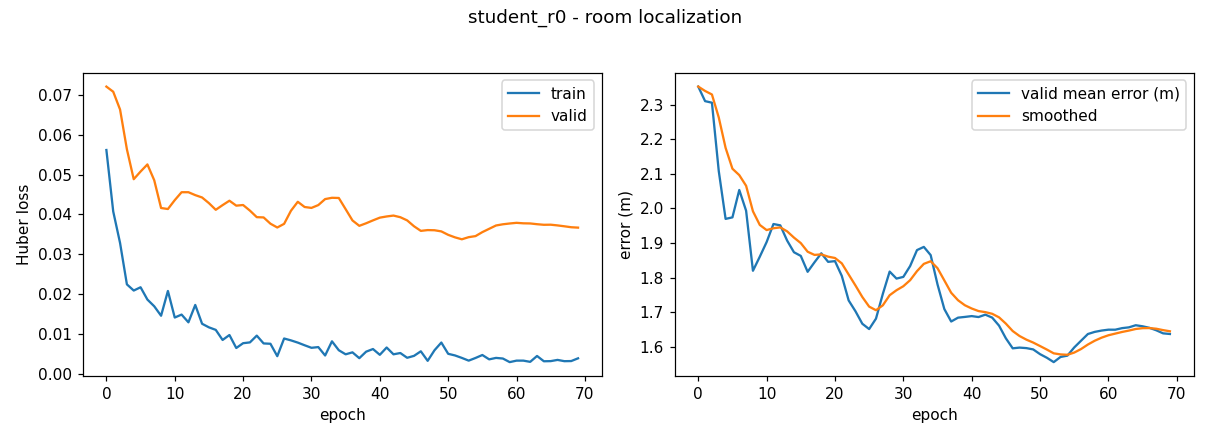 student_r0 - room localization
train
valid
Huber loss
0.07
0.06
0.05
0.04
0.03
0.02
0.01
0.00
0 10 20 30 40 50 60 70
epoch
valid mean error (m)
smoothed
error (m)
2.3
2.2
2.1
2.0
1.9
1.8
1.7
1.6
0 10 20 30 40 50 60 70
epoch